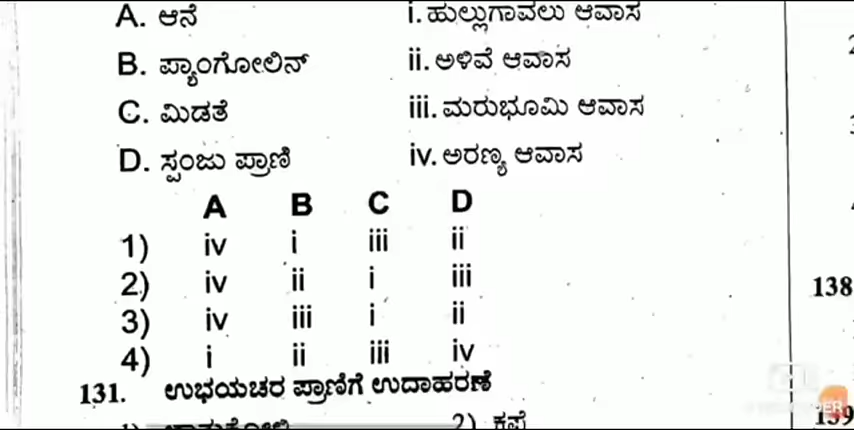 A. ಆನೆ i. ಹುಲ್ಲುಗಾವಲು ಆವಾಸ
B. ಪ್ಯಾಂಗೋಲಿನ್ ii. ಅಳಿವೆ ಆವಾಸ
C. ಮಿಡತೆ iii. ಮರುಭೂಮಿ ಆವಾಸ
D. ಸ್ಪಂಜು ಪ್ರಾಣಿ iv. ಅರಣ್ಯ ಆವಾಸ
A B C D
1) iv i iii ii
2) iv ii i iii
3) iv iii i ii
4) i ii iii iv
138
131. ಉಭಯಚರ ಪ್ರಾಣಿಗೆ ಉದಾಹರಣೆ
2) ಕಪ್ಪೆ
139